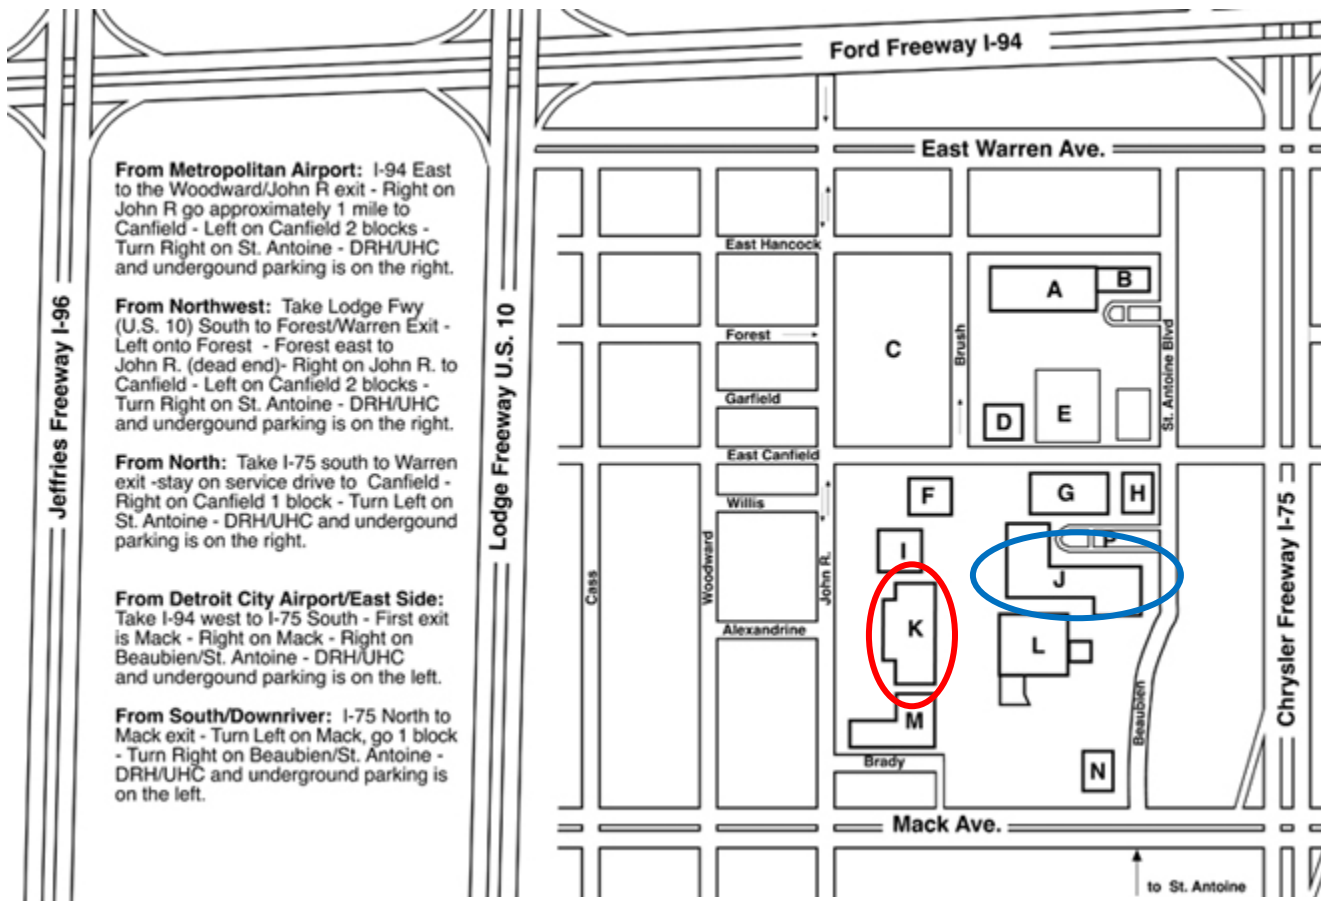 Ford Freeway I-94
East Warren Ave.
From Metropolitan Airport: I-94 East
to the Woodward/John R exit - Right on
John R go approximately 1 mile to
Canfield - Left on Canfield 2 blocks -
Turn Right on St. Antoine - DRH/UHC
and undergound parking is on the right.
From Northwest: Take Lodge Fwy
(U.S. 10) South to Forest/Warren Exit -
Left onto Forest - Forest east to
John R. (dead end)- Right on John R. to
Canfield - Left on Canfield 2 blocks -
Turn Right on St. Antoine - DRH/UHC
and undergound parking is on the right.
From North: Take I-75 south to Warren
exit -stay on service drive to Canfield -
Right on Canfield 1 block - Turn Left on
St. Antoine - DRH/UHC and undergound
parking is on the right.
From Detroit City Airport/East Side:
Take I-94 west to I-75 South - First exit
is Mack - Right on Mack - Right on
Beaubien/St. Antoine - DRH/UHC
and undergound parking is on the left.
From South/Downriver: I-75 North to
Mack exit - Turn Left on Mack, go 1 block
- Turn Right on Beaubien/St. Antoine -
DRH/UHC and underground parking is
on the left.
Jeffries Freeway I-96
Lodge Freeway U.S. 10
Cass
Woodward
John R.
East Hancock
Forest
Garfield
East Canfield
Willis
Alexandrine
Brush
St. Antoine Blvd
Chrysler Freeway I-75
Beaubien
A
B
C
D
E
F
G
H
I
P
J
K
L
M
N
Brady
Mack Ave.
to St. Antoine